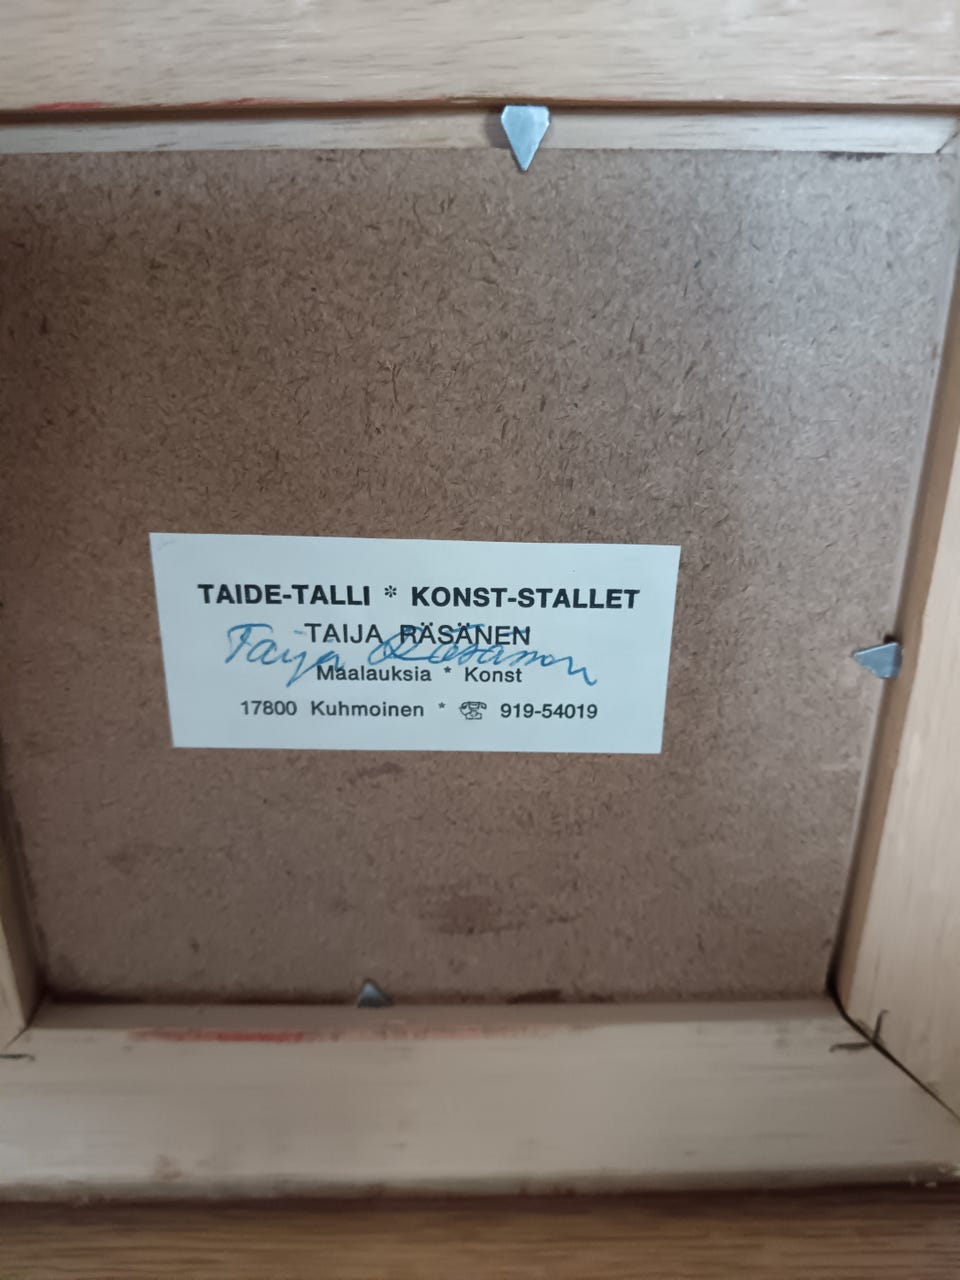 TAIDE-TALLI * KONST-STALLET
TAIJA RÄSÄNEN
Taija Räsänen
Maalauksia * Konst
17800 Kuhmoinen * ☏ 919-54019